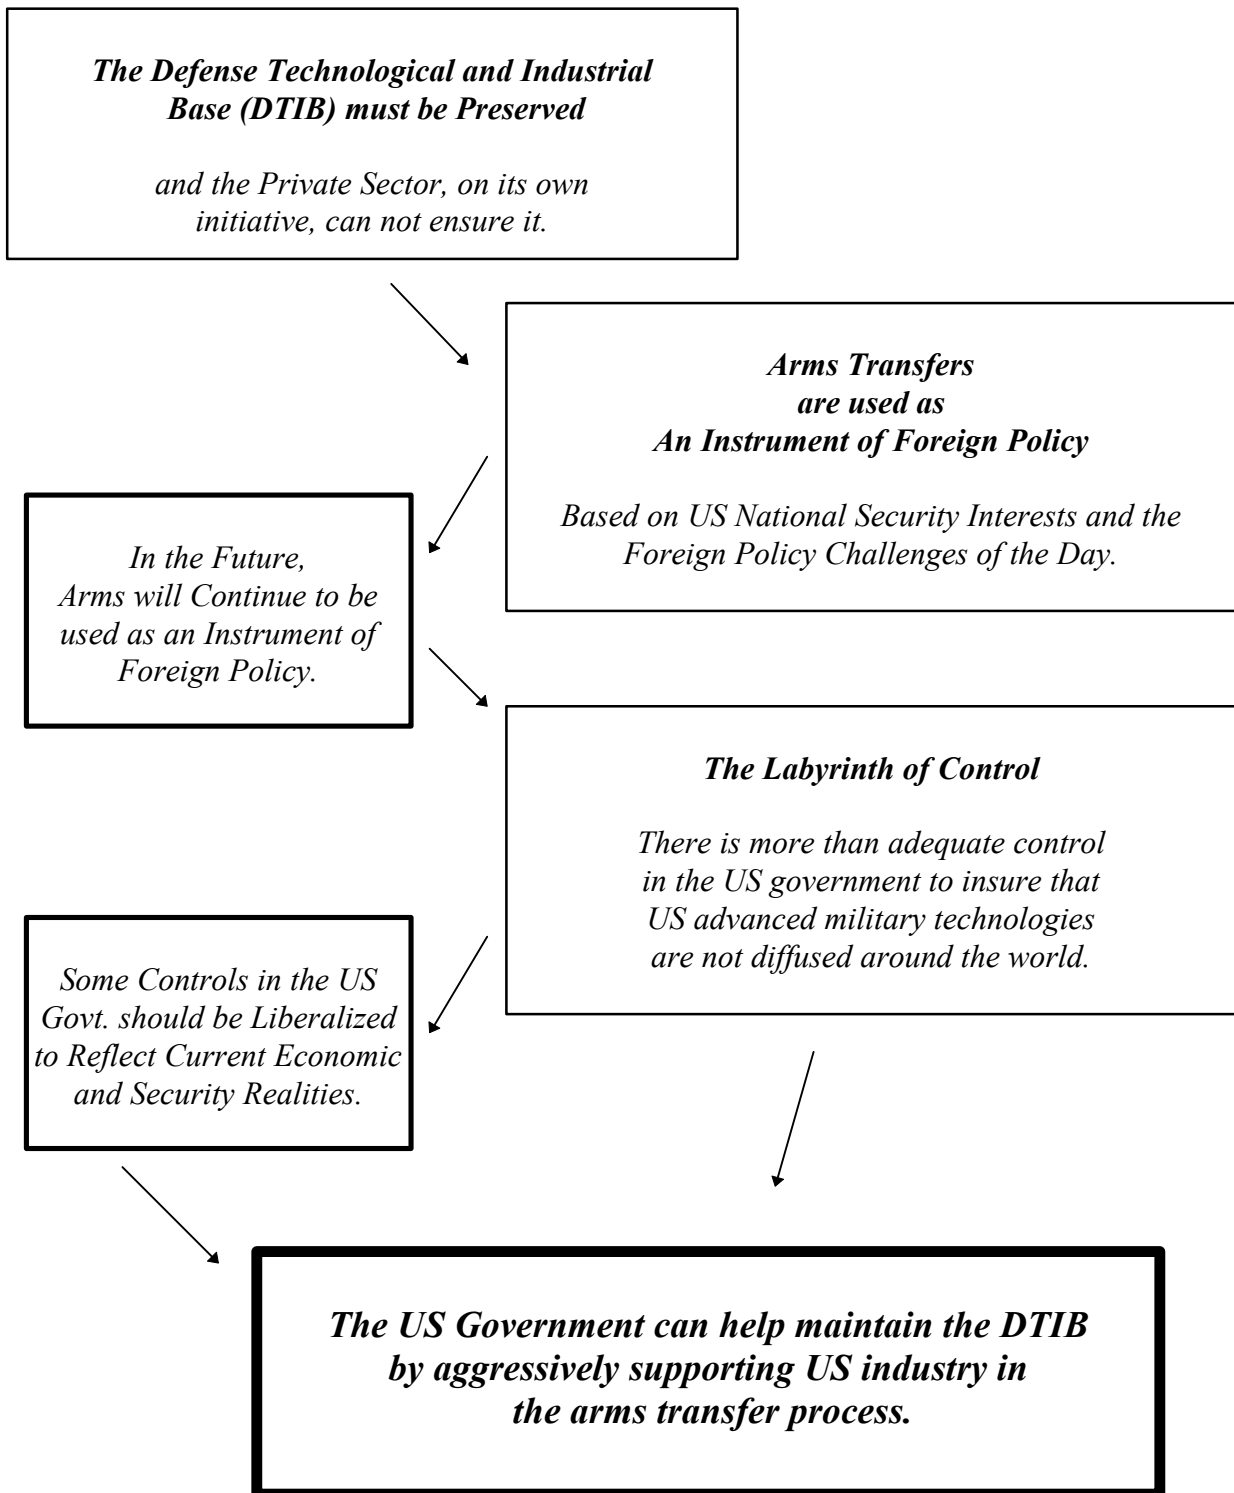 The Defense Technological and Industrial
Base (DTIB) must be Preserved
and the Private Sector, on its own
initiative, can not ensure it.
Arms Transfers
are used as
An Instrument of Foreign Policy
Based on US National Security Interests and the
Foreign Policy Challenges of the Day.
In the Future,
Arms will Continue to be
used as an Instrument of
Foreign Policy.
The Labyrinth of Control
There is more than adequate control
in the US government to insure that
US advanced military technologies
are not diffused around the world.
Some Controls in the US
Govt. should be Liberalized
to Reflect Current Economic
and Security Realities.
The US Government can help maintain the DTIB
by aggressively supporting US industry in
the arms transfer process.